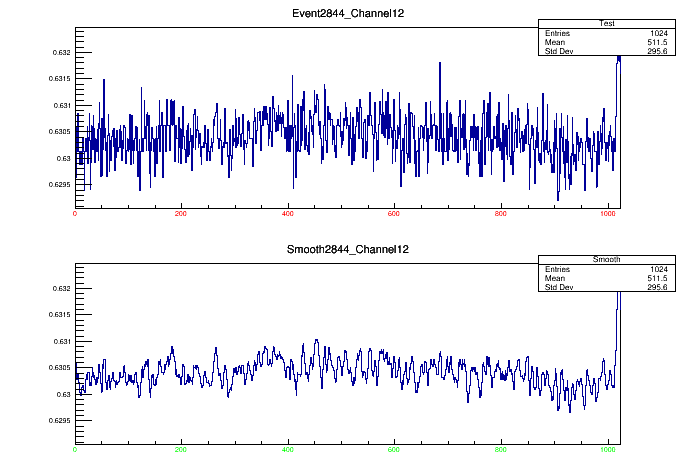 Event2844_Channel12
Test
Entries 1024
Mean 511.5
Std Dev 295.6
0.632
0.6315
0.631
0.6305
0.63
0.6295
0 200 400 600 800 1000
Smooth2844_Channel12
Smooth
Entries 1024
Mean 511.5
Std Dev 295.6
0.632
0.6315
0.631
0.6305
0.63
0.6295
0 200 400 600 800 1000